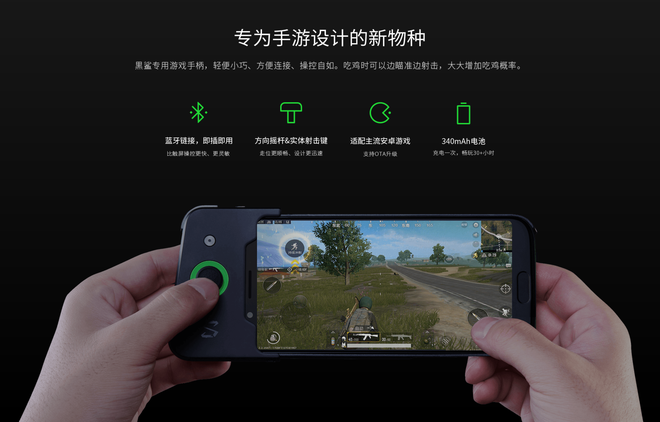 专为手游设计的新物种
黑鲨专用游戏手柄，轻便小巧、方便连接、操控自如。吃鸡时可以边瞄准边射击，大大增加吃鸡概率。
蓝牙链接，即插即用
比触屏操控更快、更灵敏
方向摇杆&实体射击键
走位更顺畅、设计更迅速
适配主流安卓游戏
支持OTA升级
340mAh电池
充电一次，畅玩30+小时